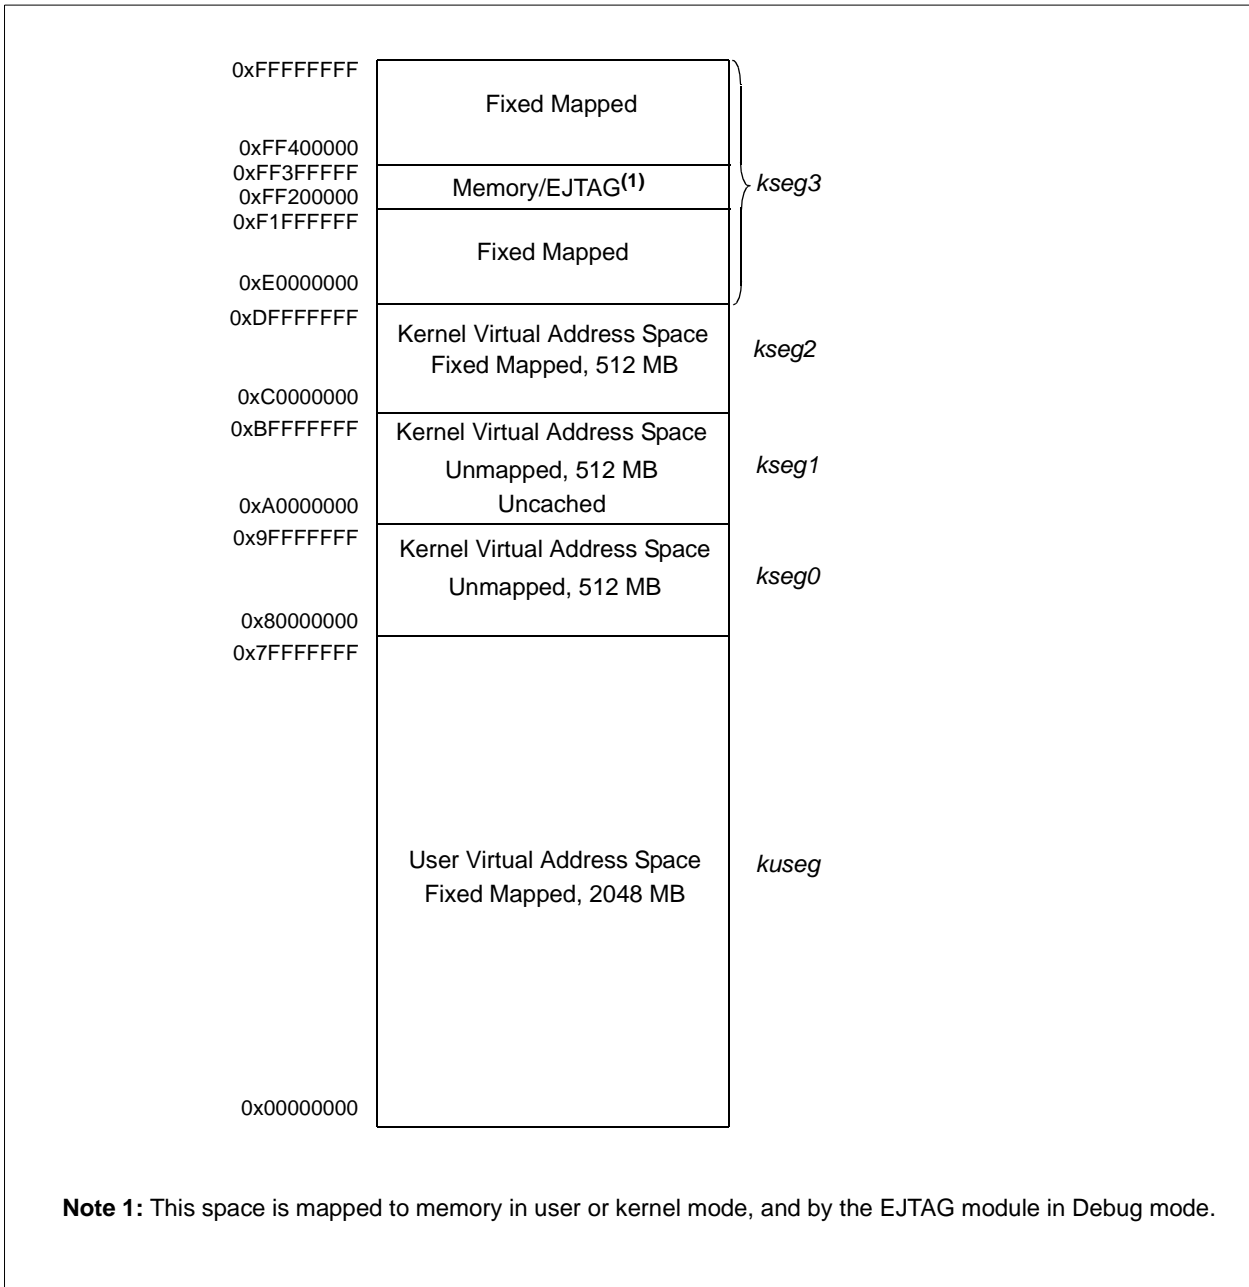 0xFFFFFFFF
Fixed Mapped
0xFF400000
0xFF3FFFFF
Memory/EJTAG(1)
kseg3
0xFF200000
0xF1FFFFFF
Fixed Mapped
0xE0000000
0xDFFFFFFF
Kernel Virtual Address Space
Fixed Mapped, 512 MB
kseg2
0xC0000000
0xBFFFFFFF
Kernel Virtual Address Space
Unmapped, 512 MB
kseg1
Uncached
0xA0000000
0x9FFFFFFF
Kernel Virtual Address Space
Unmapped, 512 MB
kseg0
0x80000000
0x7FFFFFFF
User Virtual Address Space
Fixed Mapped, 2048 MB
kuseg
0x00000000
Note 1: This space is mapped to memory in user or kernel mode, and by the EJTAG module in Debug mode.